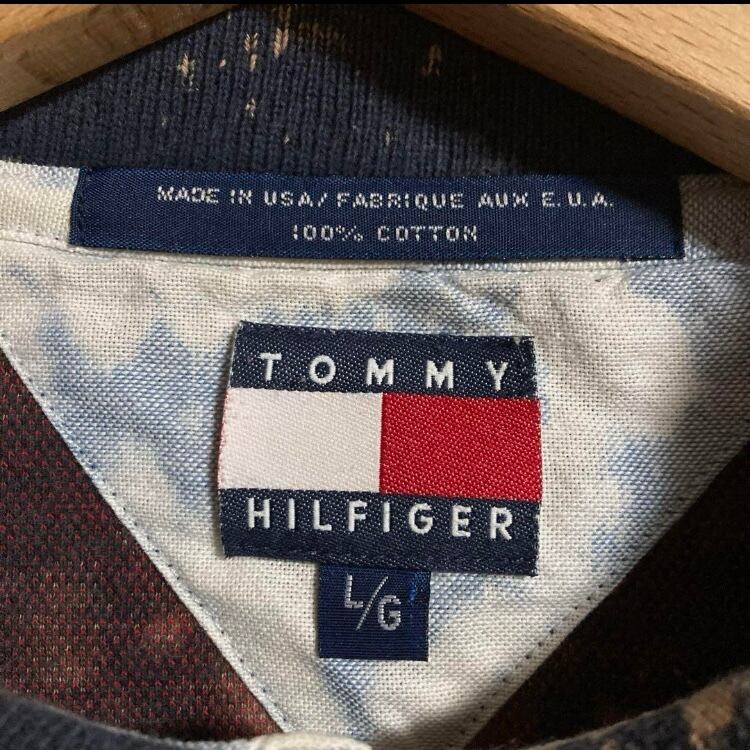 MADE IN USA/FABRIQUE AUX E.U.A.
100% COTTON
TOMMY
HILFIGER
L/G